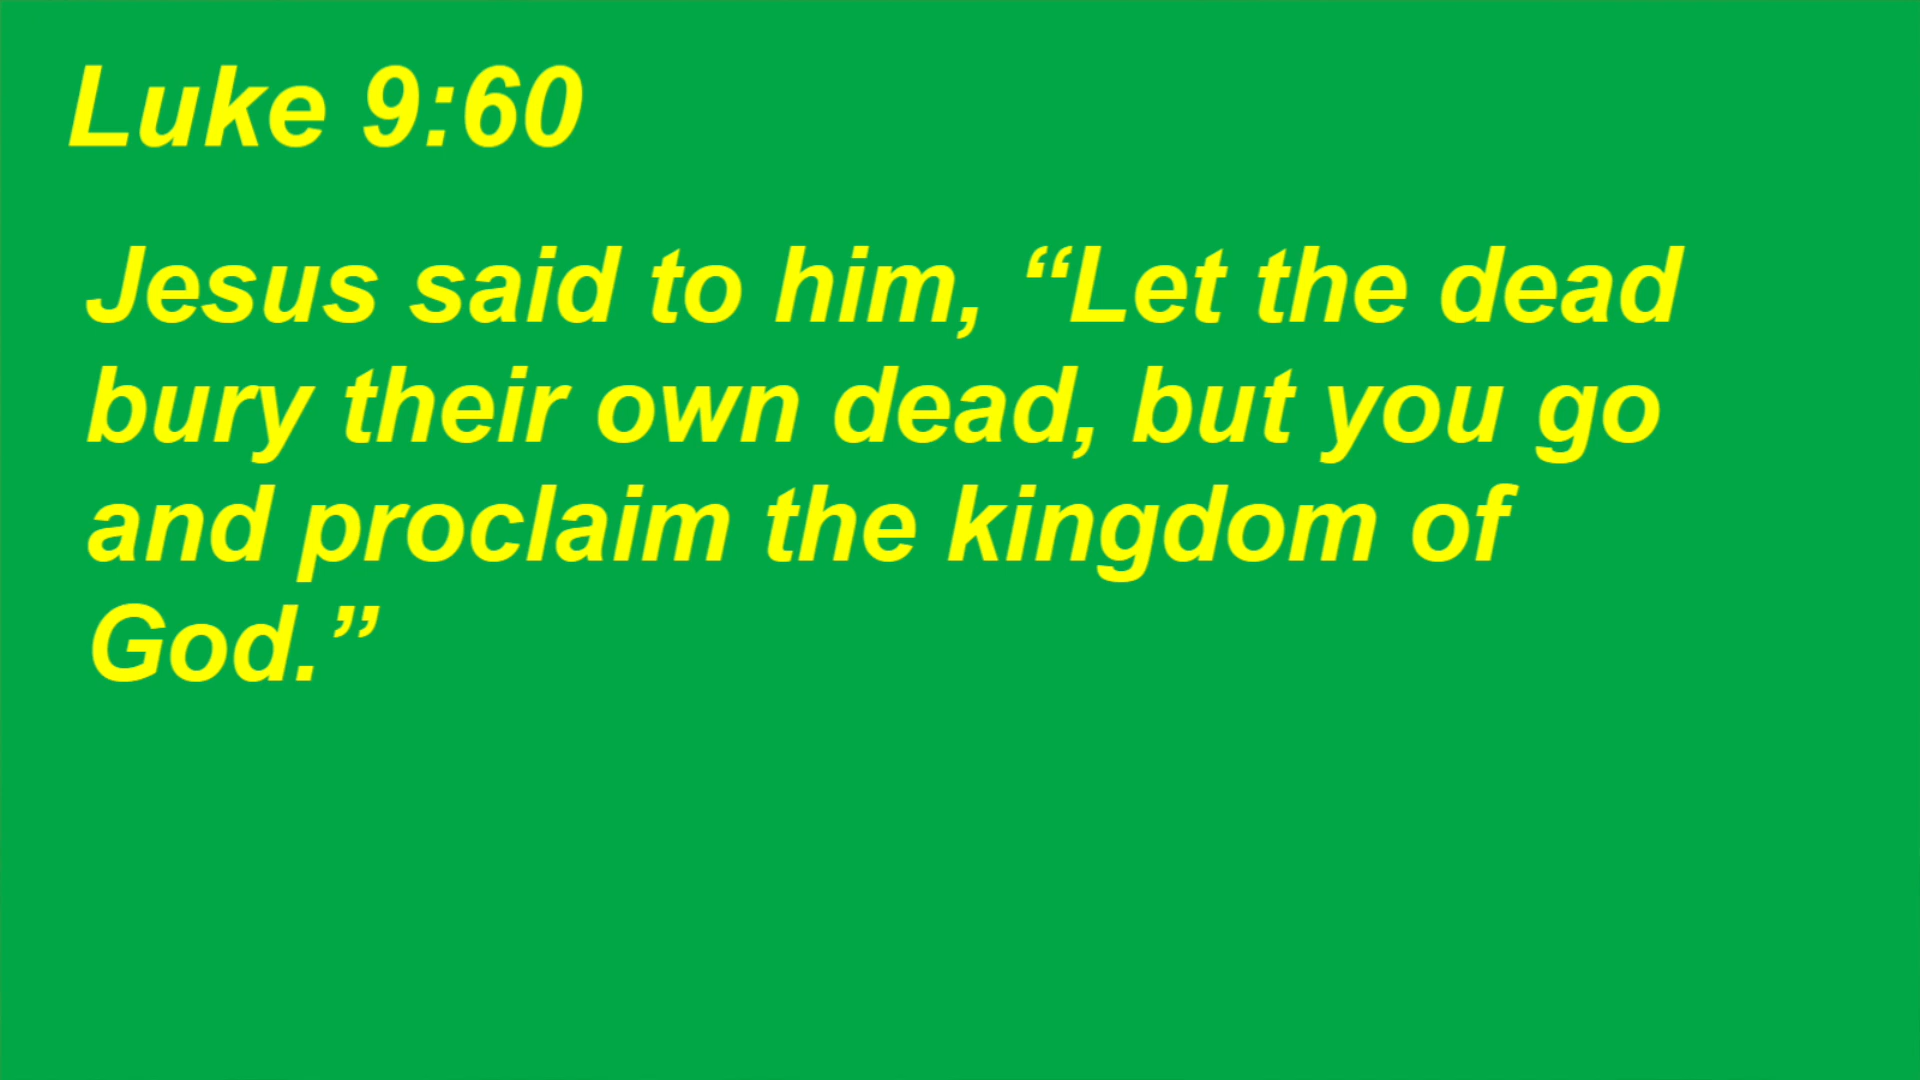 Luke 9:60
Jesus said to him, “Let the dead
bury their own dead, but you go
and proclaim the kingdom of
God.”